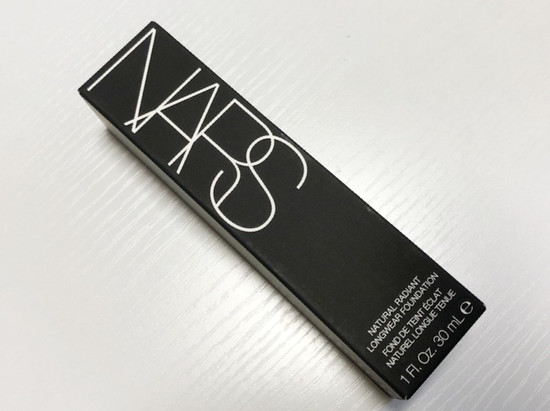 NARS
NATURAL RADIANT
LONGWEAR FOUNDATION
FOND DE TEINT ÉCLAT
NATUREL LONGUE TENUE
1 Fl. Oz. 30 mL ℮